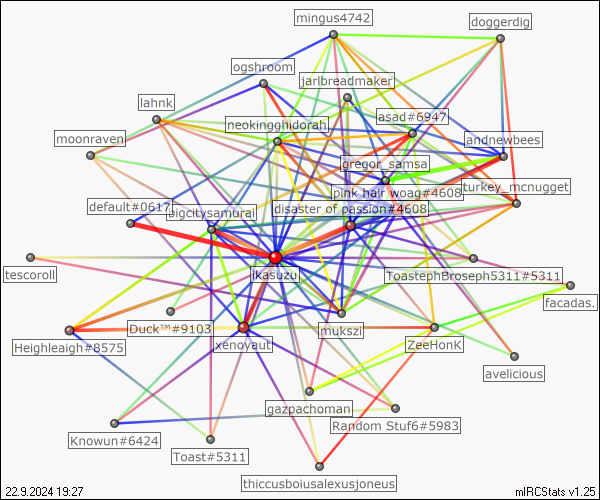 mingus4742
doggerdig
ogshroom
jarlbreadmaker
lahnk
asad#6947
neokingghidorah
moonraven
andnewbees
gregor_samsa
pink hair woag#4608
turkey_mcnugget
default#0617
bigcitysamurai
disaster of passion#4608
tescoroll
ikasuzu
ToastephBroseph5311#5311
facadas.
Duck™#9103
mukszi
Heighleaigh#8575
xenoyaut
ZeeHonK
avelicious
gazpachoman
Random Stuf6#5983
Knowun#6424
Toast#5311
thiccusboiusalexusjoneus
22.9.2024 19:27
mIRCStats v1.25